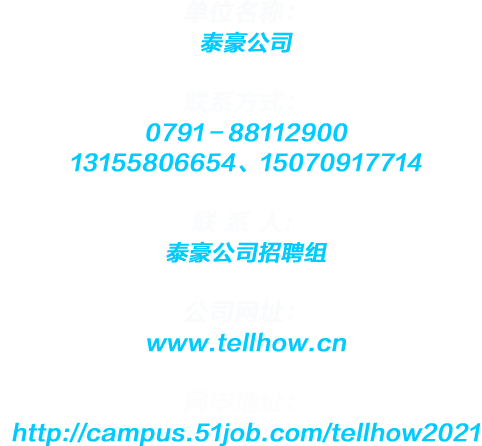 单位名称：
泰豪公司
联系方式：
0791-88112900
13155806654、15070917714
联 系 人：
泰豪公司招聘组
公司网址：
www.tellhow.cn
网申地址：
http://campus.51job.com/tellhow2021